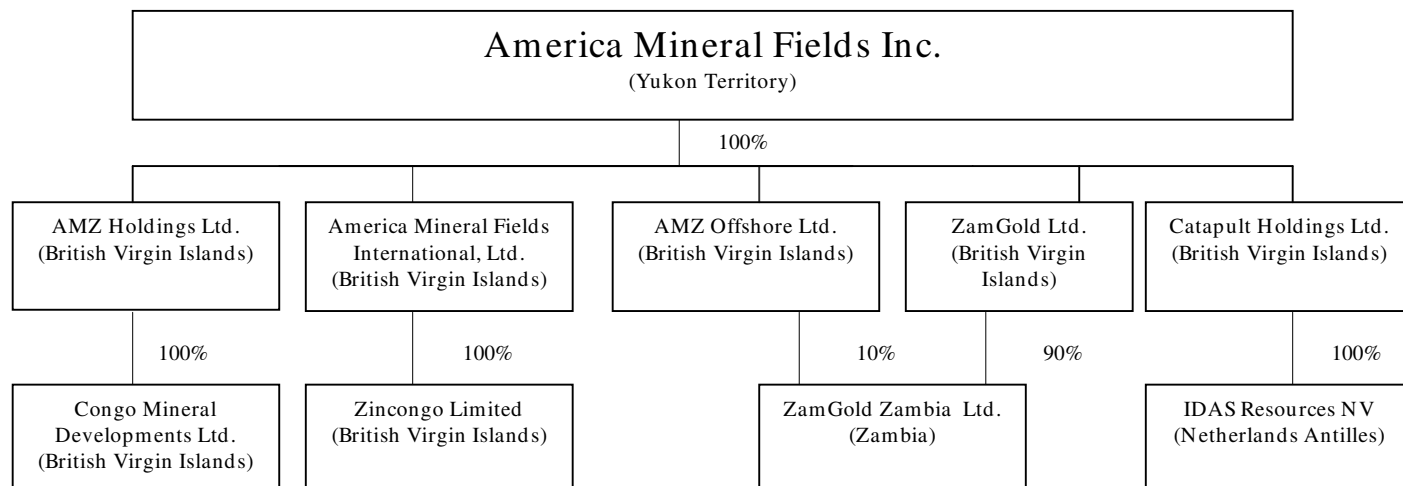 America Mineral Fields Inc.
(Yukon Territory)
100%
AMZ Holdings Ltd.
(British Virgin Islands)
America Mineral Fields
International, Ltd.
(British Virgin Islands)
AMZ Offshore Ltd.
(British Virgin Islands)
ZamGold Ltd.
(British Virgin
Islands)
Catapult Holdings Ltd.
(British Virgin Islands)
100%
100%
10%
90%
100%
Congo Mineral
Developments Ltd.
(British Virgin Islands)
Zincongo Limited
(British Virgin Islands)
ZamGold Zambia Ltd.
(Zambia)
IDAS Resources NV
(Netherlands Antilles)